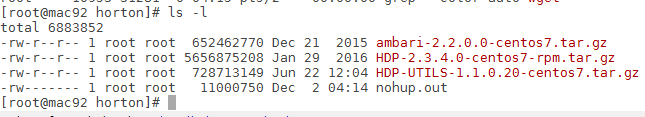 [root@mac92 horton]# ls -l
total 6883852
-rw-r--r-- 1 root root  652462770 Dec 21  2015 ambari-2.2.0.0-centos7.tar.gz
-rw-r--r-- 1 root root 5656875208 Jan 29  2016 HDP-2.3.4.0-centos7-rpm.tar.gz
-rw-r--r-- 1 root root  728713149 Jun 22 12:04 HDP-UTILS-1.1.0.20-centos7.tar.gz
-rw------- 1 root root   11000750 Dec  2 04:14 nohup.out
[root@mac92 horton]#